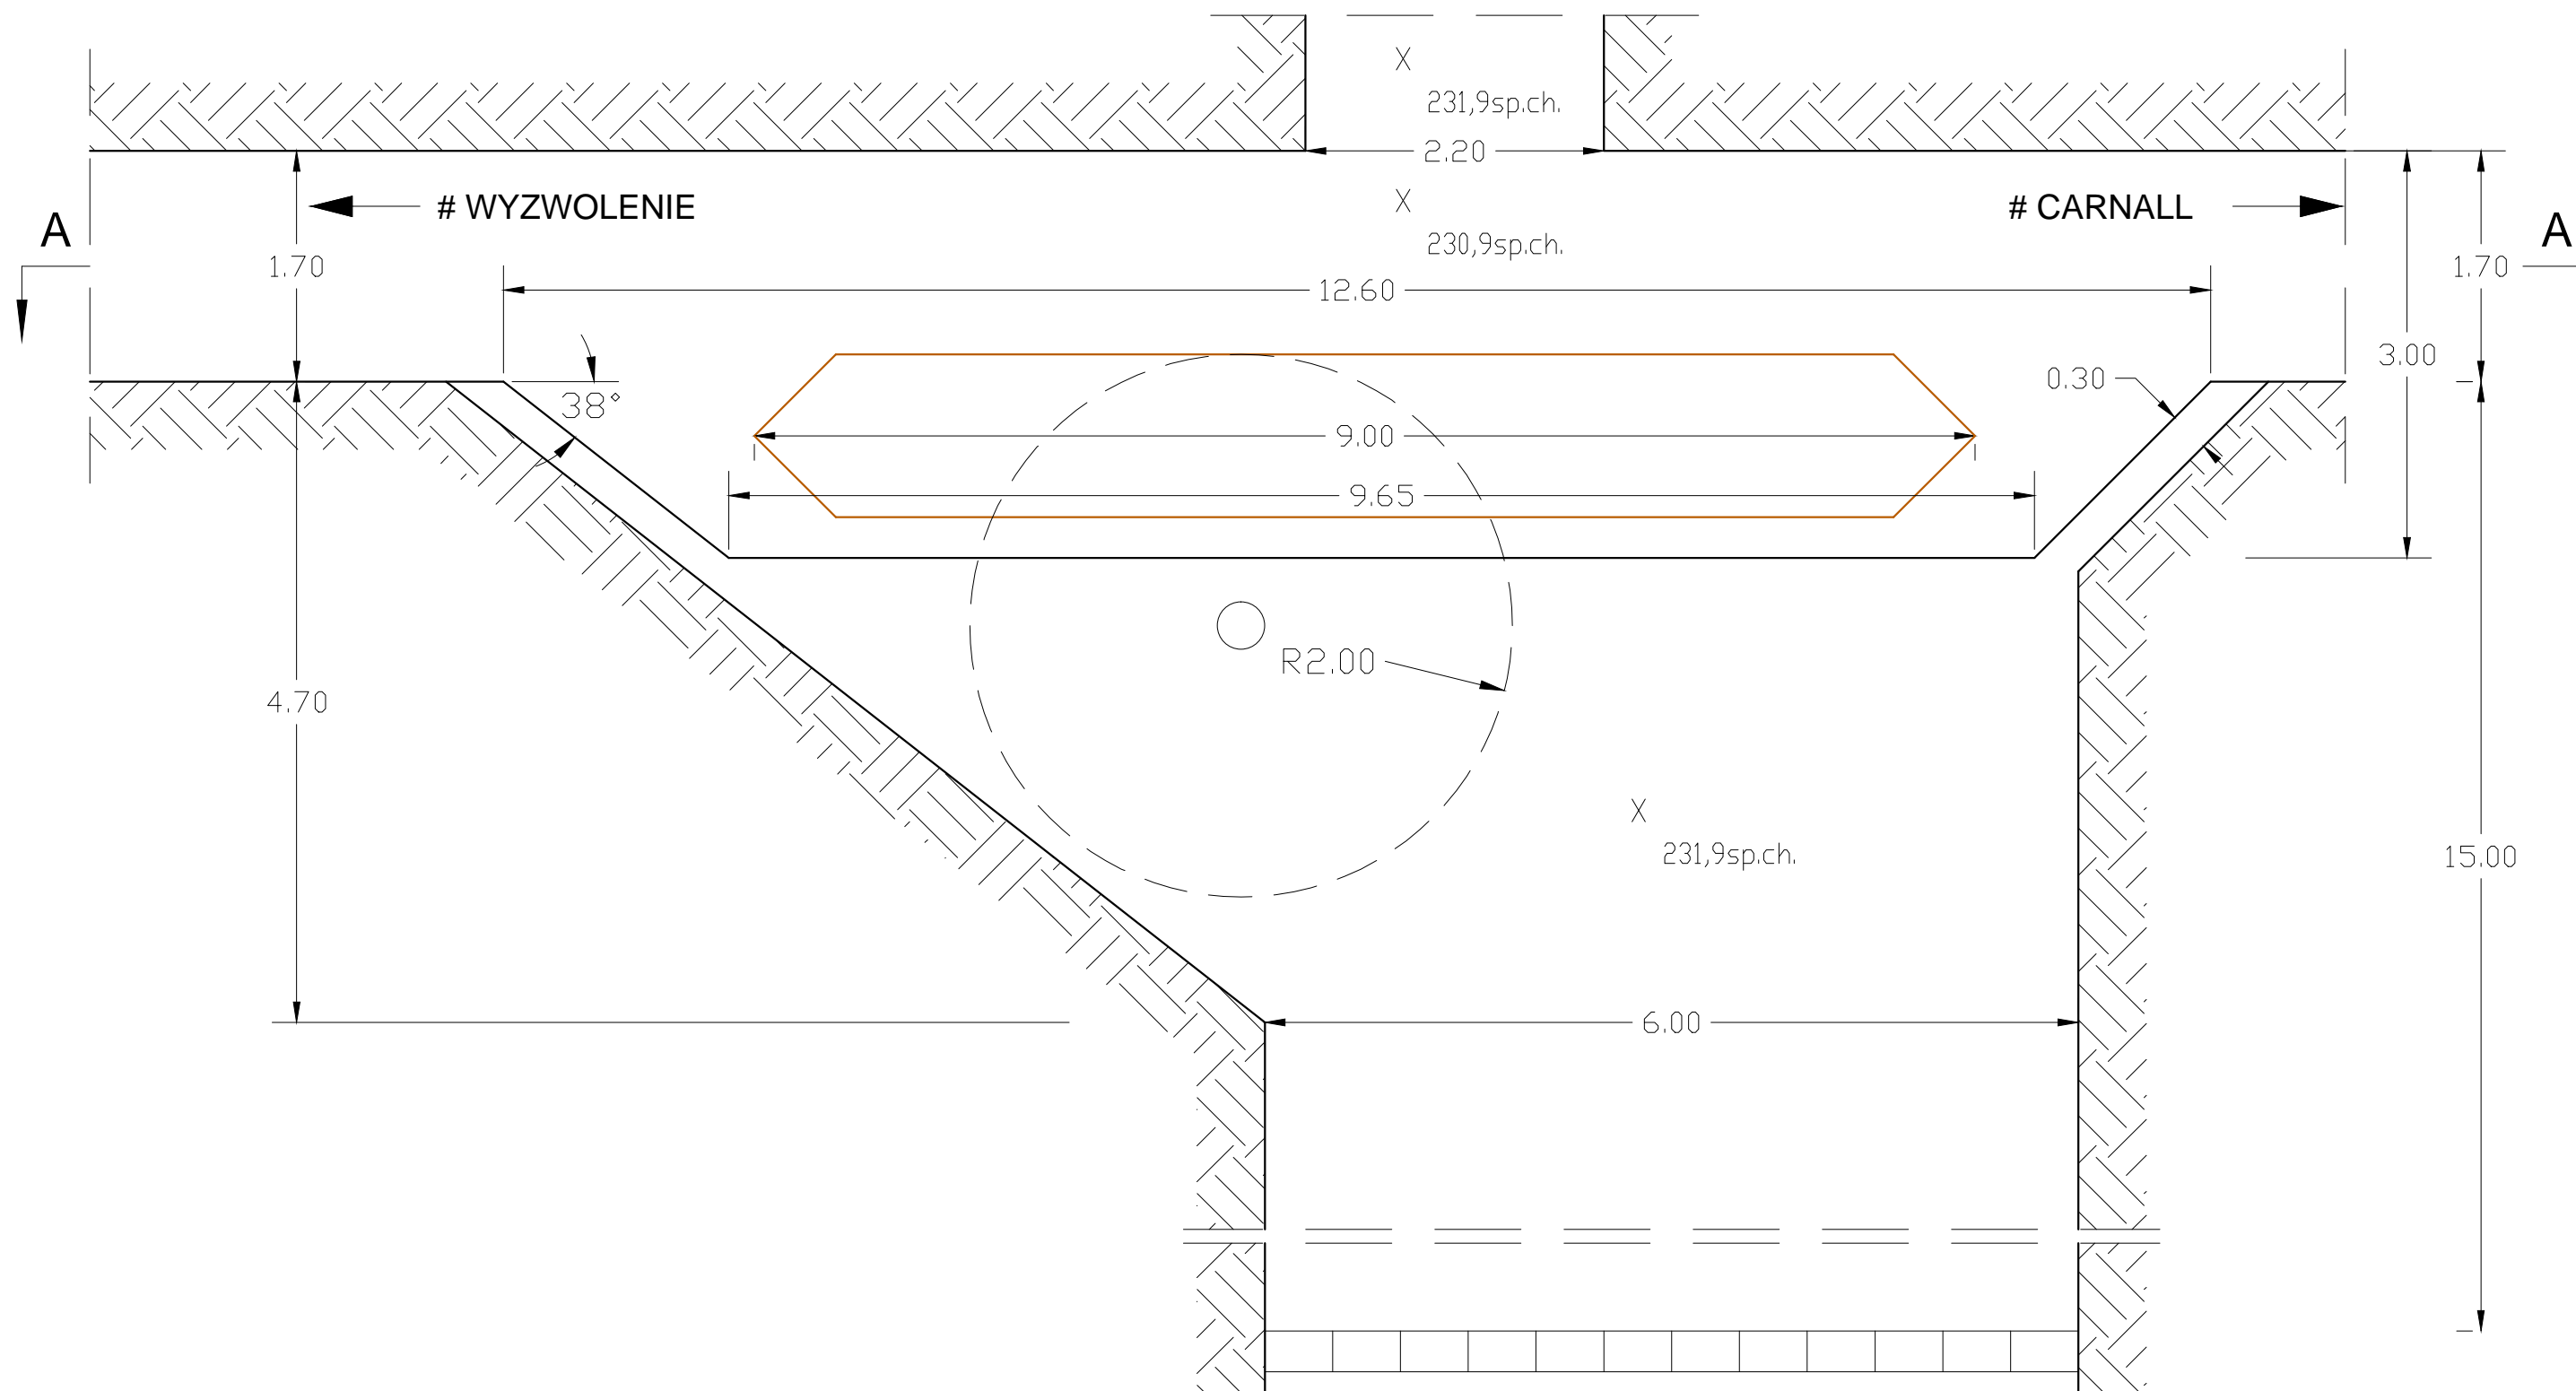 X
231,9sp.ch.
2.20
# WYZWOLENIE
X
# CARNALL
A
A
230,9sp.ch.
1.70
1.70
12.60
3.00
0.30
38°
9.00
9.65
R2.00
4.70
X
231,9sp.ch.
15.00
6.00